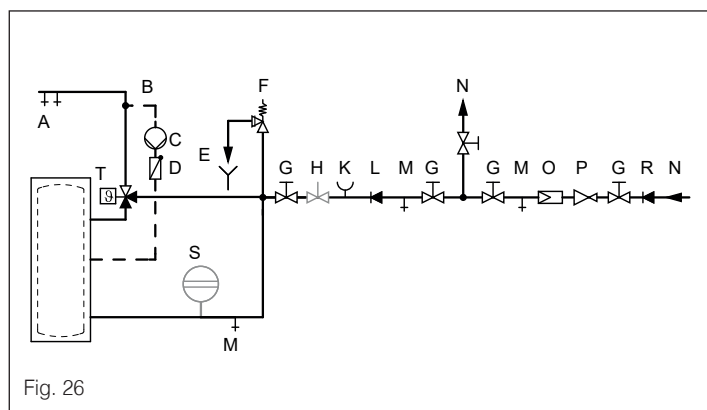 B F N
A C E G H K L M G G M O P G R N
T D
ϑ
S
M
Fig. 26